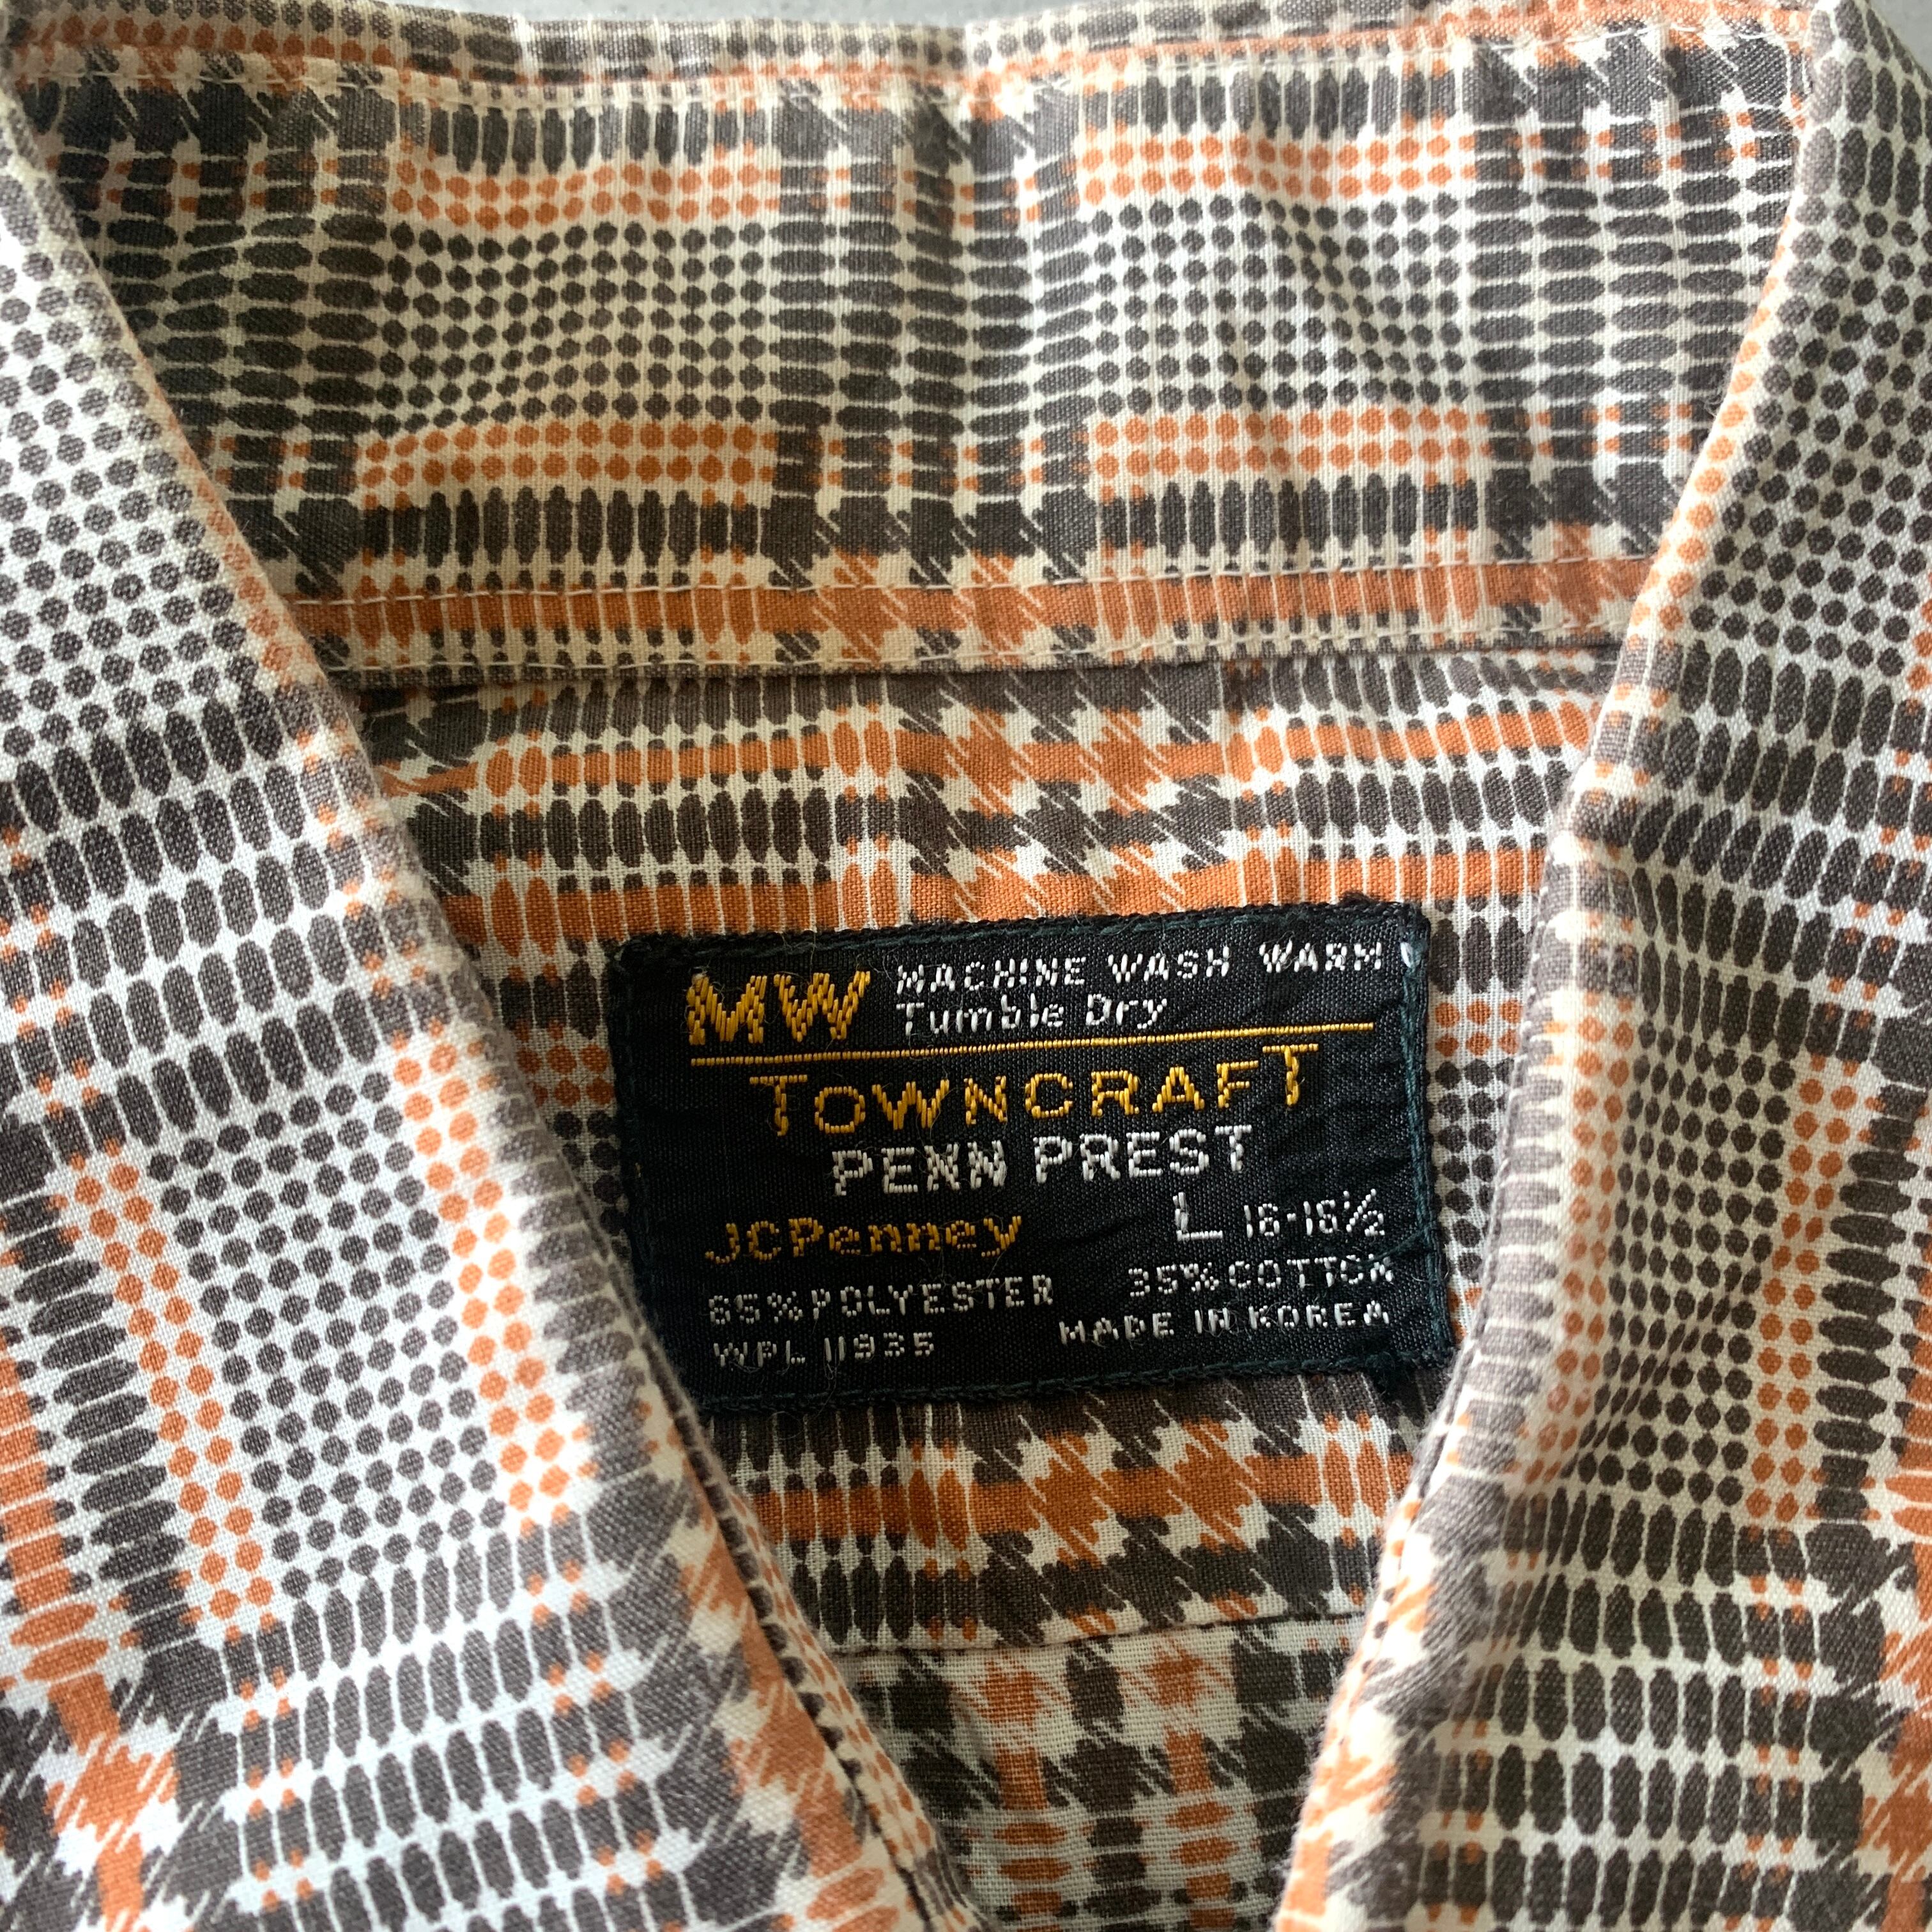 MW MACHINE WASH WARM
Tumble Dry
TOWNCRAFT
PENN PREST
JCPenney L 16-16½
65% POLYESTER 35% COTTON
WPL 11935 MADE IN KOREA